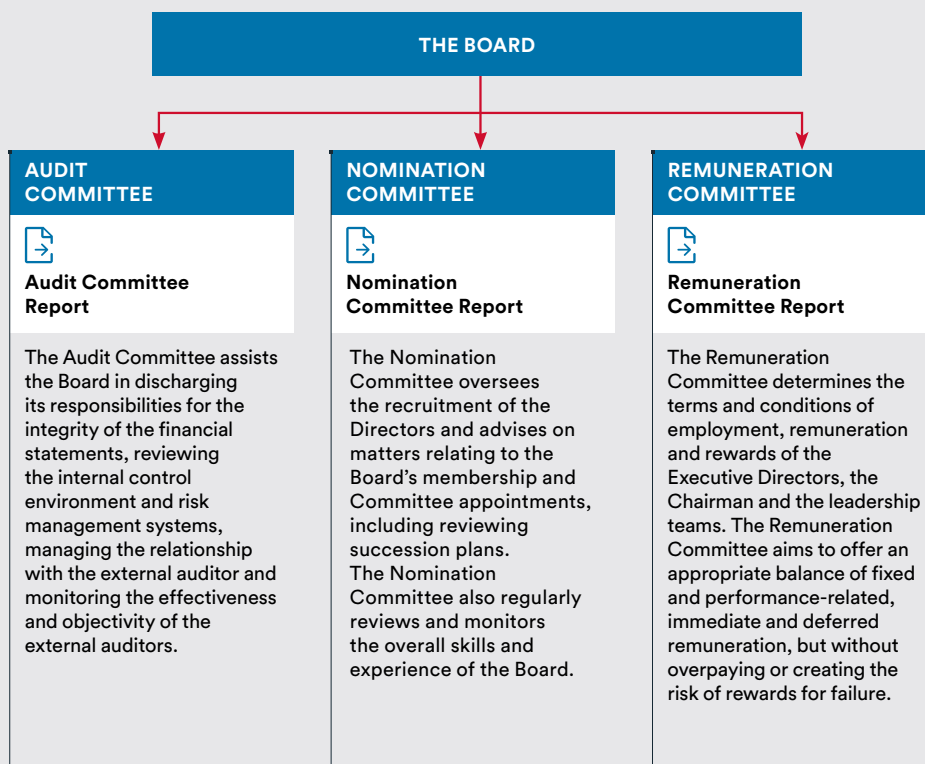 THE BOARD
AUDIT
COMMITTEE
Audit Committee
Report
The Audit Committee assists
the Board in discharging
its responsibilities for the
integrity of the financial
statements, reviewing
the internal control
environment and risk
management systems,
managing the relationship
with the external auditor and
monitoring the effectiveness
and objectivity of the
external auditors.
NOMINATION
COMMITTEE
Nomination
Committee Report
The Nomination
Committee oversees
the recruitment of the
Directors and advises on
matters relating to the
Board’s membership and
Committee appointments,
including reviewing
succession plans.
The Nomination
Committee also regularly
reviews and monitors
the overall skills and
experience of the Board.
REMUNERATION
COMMITTEE
Remuneration
Committee Report
The Remuneration
Committee determines the
terms and conditions of
employment, remuneration
and rewards of the
Executive Directors, the
Chairman and the leadership
teams. The Remuneration
Committee aims to offer an
appropriate balance of fixed
and performance-related,
immediate and deferred
remuneration, but without
overpaying or creating the
risk of rewards for failure.